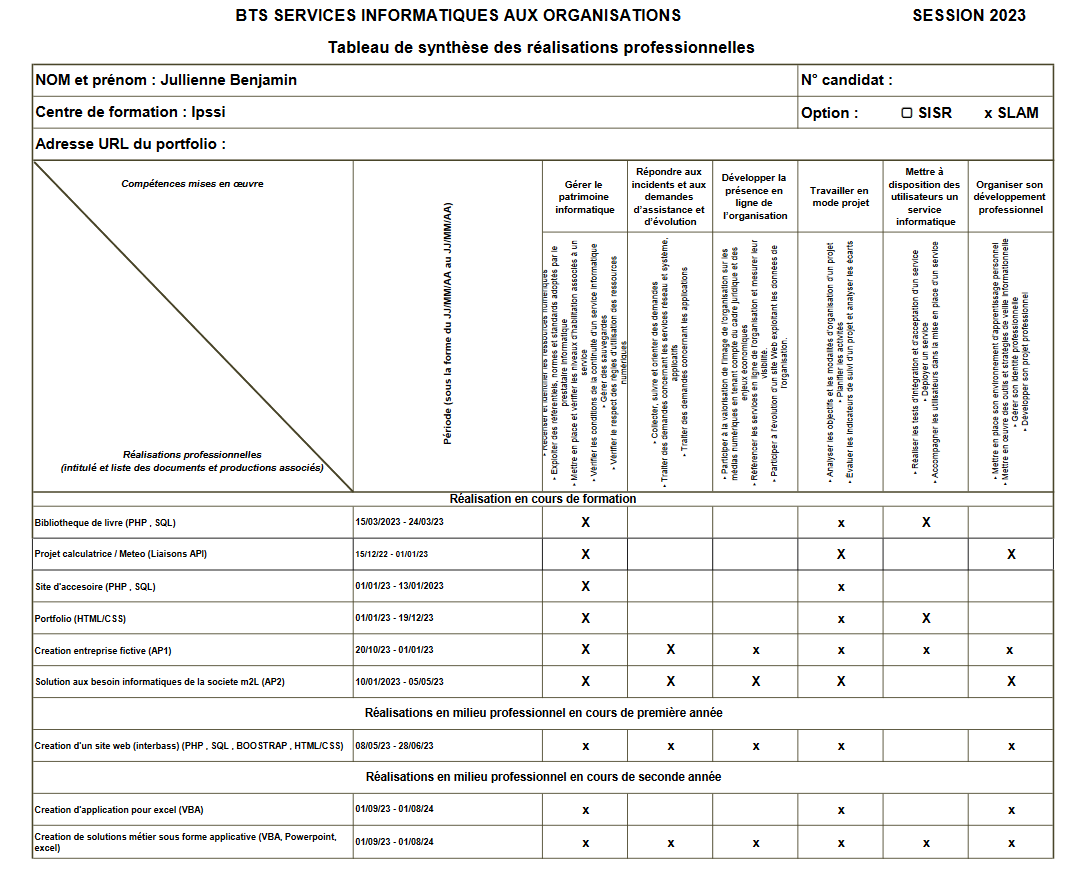 BTS SERVICES INFORMATIQUES AUX ORGANISATIONS SESSION 2023
Tableau de synthèse des réalisations professionnelles
NOM et prénom : Jullienne Benjamin N° candidat :
Centre de formation : Ipssi Option : ▢ SISR x SLAM
Adresse URL du portfolio :
Compétences mises en œuvre
Réalisations professionnelles
(intitulé et liste des documents et productions associés)
Période (sous la forme du JJ/MM/AA au JJ/MM/AA)
Gérer le
patrimoine
informatique
Répondre aux
incidents et aux
demandes
d'assistance et
d'évolution
Développer la
présence en
ligne de
l'organisation
Travailler en
mode projet
Mettre à
disposition des
utilisateurs un
service
informatique
Organiser son
développement
professionnel
‣ Recenser et identifier les ressources numériques
‣ Exploiter des référentiels, normes et standards adoptés par le
prestataire informatique
‣ Mettre en place et vérifier les niveaux d'habilitation associés à un
service
‣ Vérifier les conditions de la continuité d'un service informatique
‣ Gérer des sauvegardes
‣ Vérifier le respect des règles d'utilisation des ressources
numériques
‣ Collecter, suivre et orienter des demandes
‣ Traiter des demandes concernant les services réseau et système,
applicatifs
‣ Traiter des demandes concernant les applications
‣ Participer à la valorisation de l'image de l'organisation sur les
médias numériques en tenant compte du cadre juridique et des
enjeux économiques
‣ Référencer les services en ligne de l'organisation et mesurer leur
visibilité.
‣ Participer à l'évolution d'un site Web exploitant les données de
l'organisation.
‣ Analyser les objectifs et les modalités d'organisation d'un projet
‣ Planifier les activités
‣ Évaluer les indicateurs de suivi d'un projet et analyser les écarts
‣ Réaliser les tests d'intégration et d'acceptation d'un service
‣ Déployer un service
‣ Accompagner les utilisateurs dans la mise en place d'un service
‣ Mettre en place son environnement d'apprentissage personnel
‣ Mettre en œuvre des outils et stratégies de veille informationnelle
‣ Gérer son identité professionnelle
‣ Développer son projet professionnel
Réalisation en cours de formation
Bibliotheque de livre (PHP , SQL) 15/03/2023 - 24/03/23 X x X
Projet calculatrice / Meteo (Liaisons API) 15/12/22 - 01/01/23 X X X
Site d'accesoire (PHP , SQL) 01/01/23 - 13/01/2023 X x
Portfolio (HTML/CSS) 01/01/23 - 19/12/23 X x X
Creation entreprise fictive (AP1) 20/10/23 - 01/01/23 X X x x x x
Solution aux besoin informatiques de la societe m2L (AP2) 10/01/2023 - 05/05/23 X X X X X
Réalisations en milieu professionnel en cours de première année
Creation d'un site web (interbass) (PHP , SQL , BOOSTRAP , HTML/CSS) 08/05/23 - 28/06/23 x x x x x
Réalisations en milieu professionnel en cours de seconde année
Creation d'application pour excel (VBA) 01/09/23 - 01/08/24 x x x
Creation de solutions métier sous forme applicative (VBA, Powerpoint,
excel) 01/09/23 - 01/08/24 x x x x x x